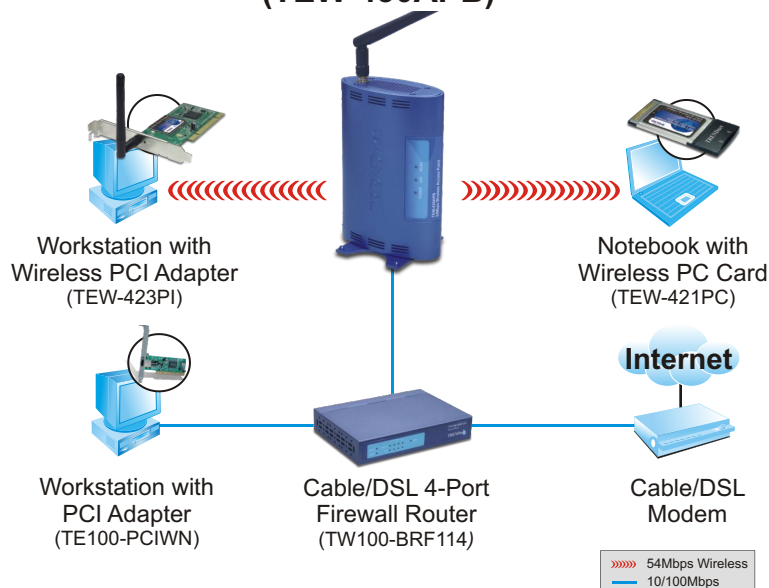 Workstation with
Wireless PCI Adapter
(TEW-423PI)
Notebook with
Wireless PC Card
(TEW-421PC)
Internet
Workstation with
PCI Adapter
(TE100-PCIWN)
Cable/DSL 4-Port
Firewall Router
(TW100-BRF114)
Cable/DSL
Modem
54Mbps Wireless
10/100Mbps